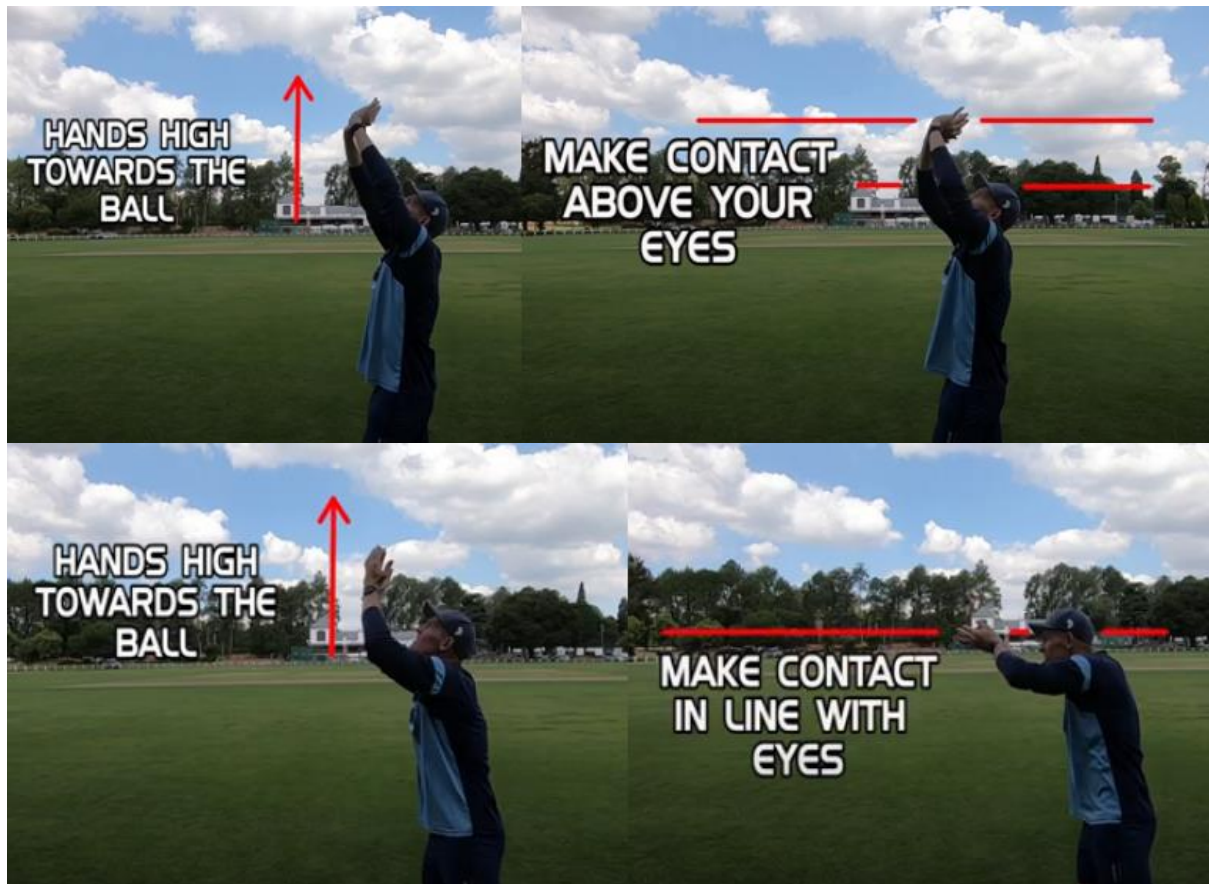 HANDS HIGH
TOWARDS THE
BALL
MAKE CONTACT
ABOVE YOUR
EYES
HANDS HIGH
TOWARDS THE
BALL
MAKE CONTACT
IN LINE WITH
EYES